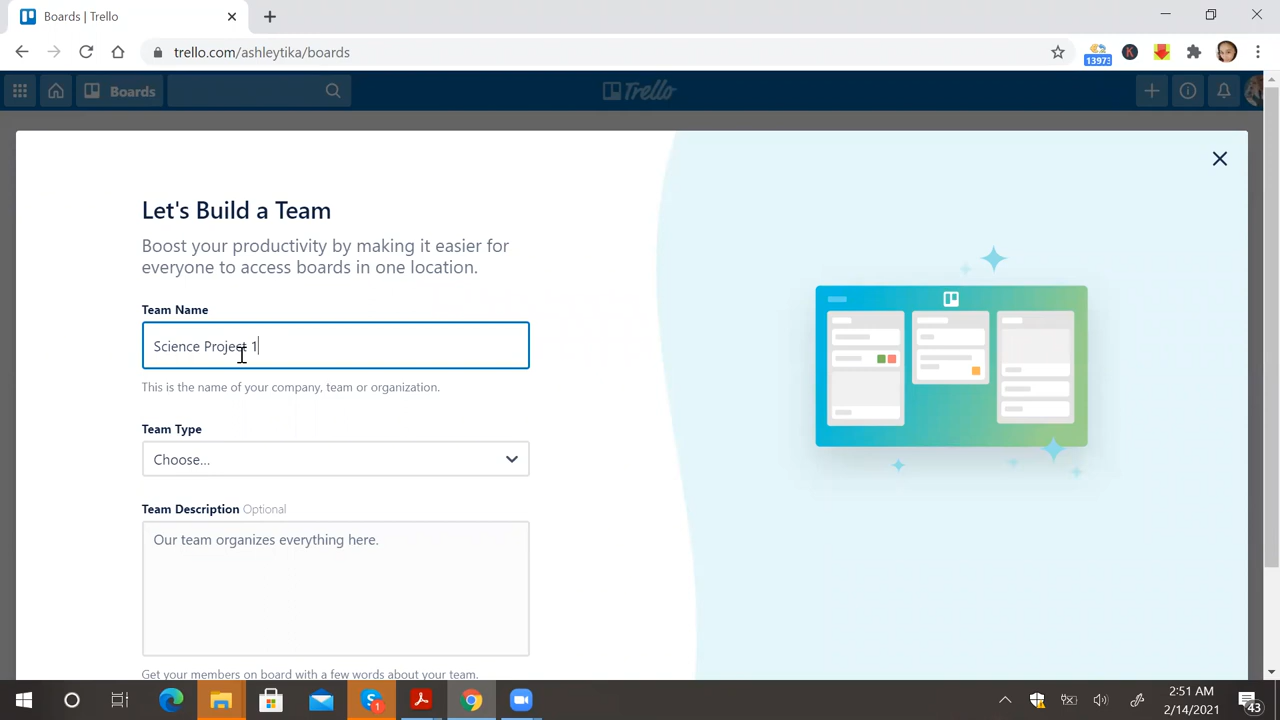 Boards | Trello
trello.com/ashleytika/boards
13973
K
Boards
Trello
Let's Build a Team
Boost your productivity by making it easier for
everyone to access boards in one location.
Team Name
Science Project 1
This is the name of your company, team or organization.
Team Type
Choose...
Team Description Optional
Our team organizes everything here.
Get your members on board with a few words about your team.
1
2:51 AM
2/14/2021
43